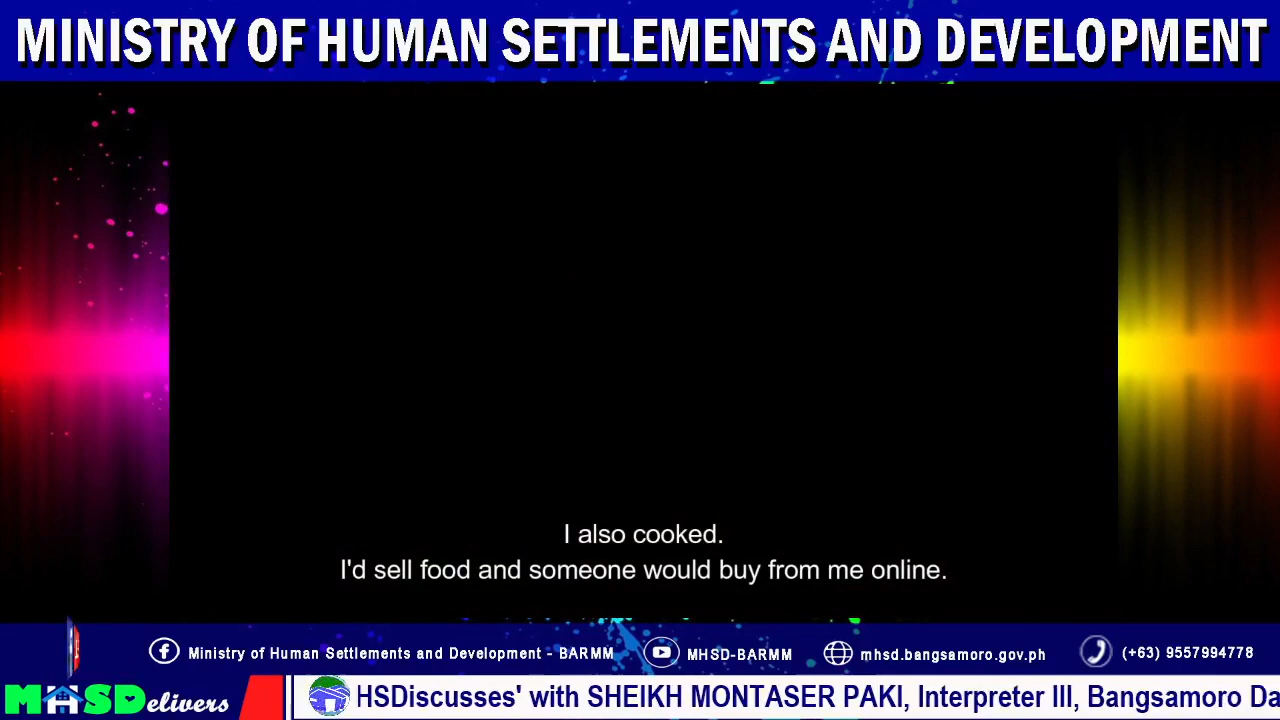 MINISTRY OF HUMAN SETTLEMENTS AND DEVELOPMENT
I also cooked.
I'd sell food and someone would buy from me online.
Ministry of Human Settlements and Development - BARMM
MHSD-BARMM
mhsd.bangsamoro.gov.ph
(+63) 9557994778
MHSDelivers
HSDiscusses' with SHEIKH MONTASER PAKI, Interpreter III, Bangsamoro Da